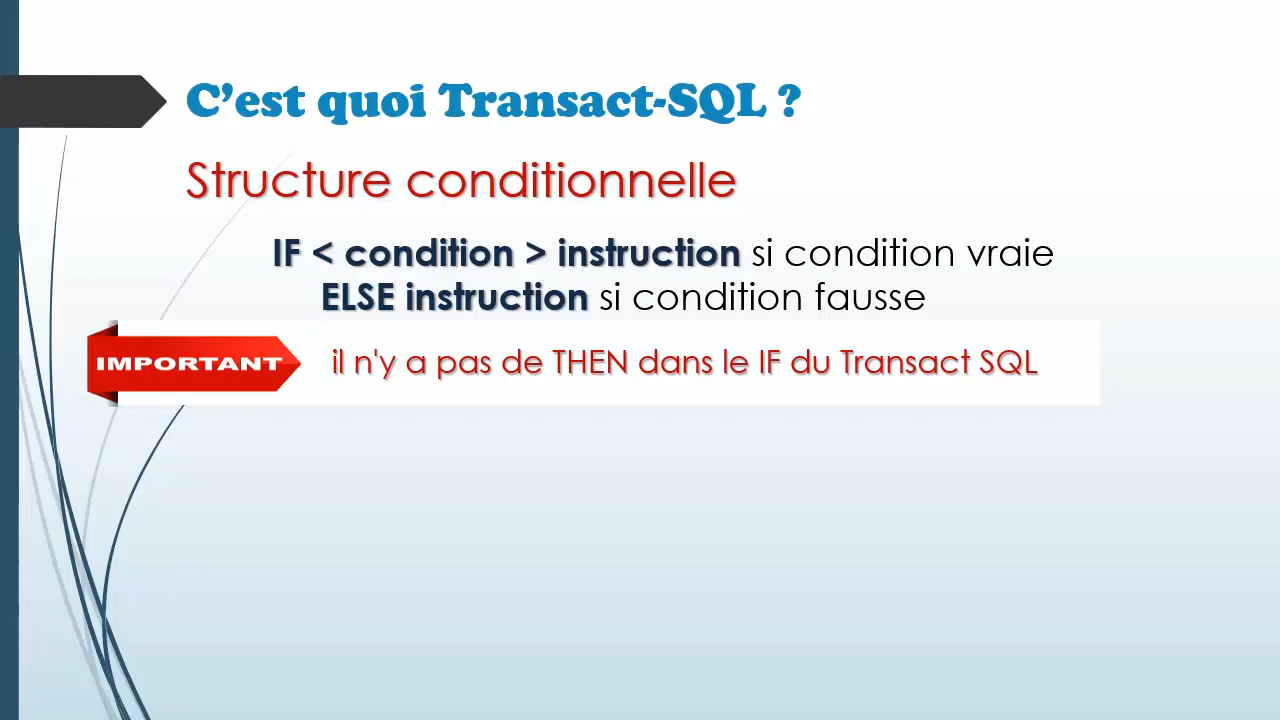 C’est quoi Transact-SQL ?
Structure conditionnelle
IF < condition > instruction si condition vraie
ELSE instruction si condition fausse
IMPORTANT il n'y a pas de THEN dans le IF du Transact SQL